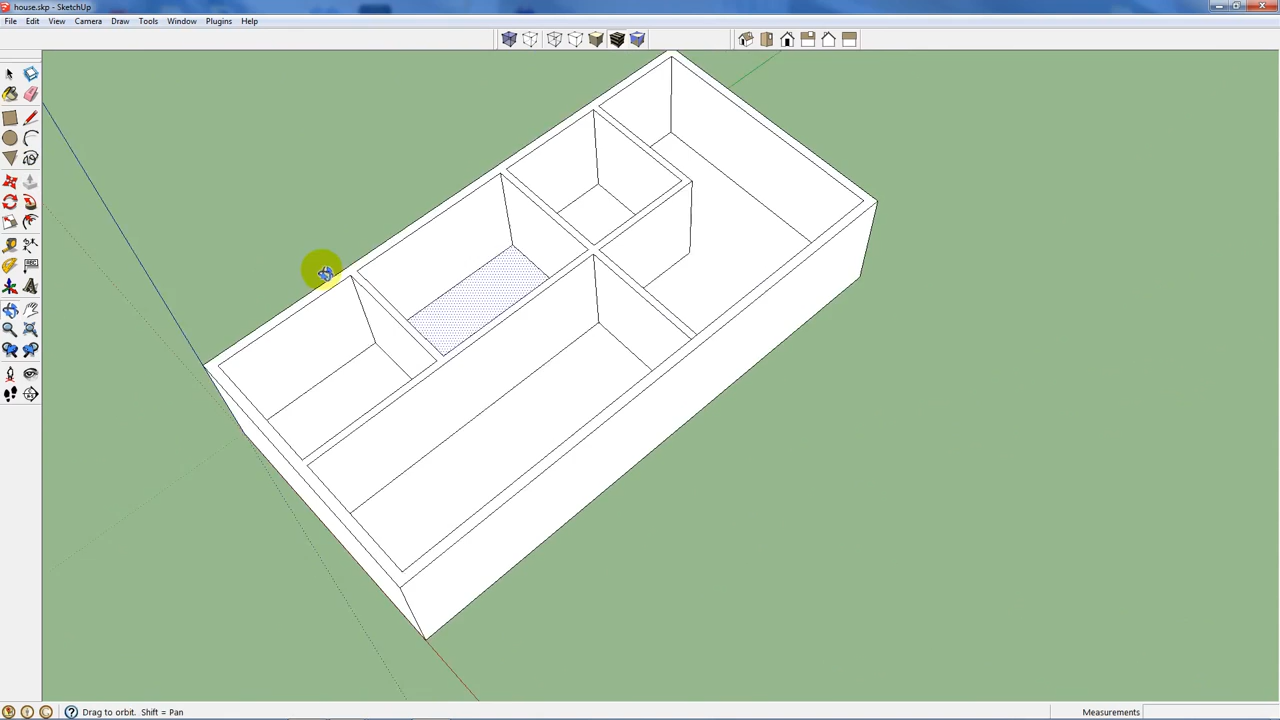 house.skp - SketchUp
File Edit View Camera Draw Tools Window Plugins Help
Drag to orbit. Shift = Pan
Measurements